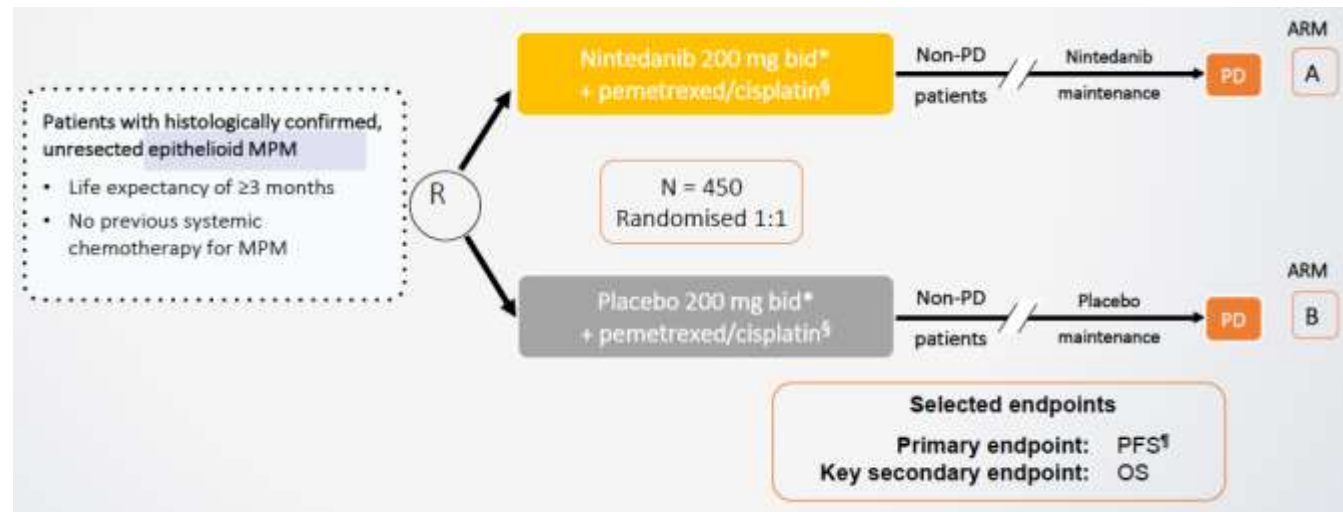 Patients with histologically confirmed,
unresected epithelioid MPM
• Life expectancy of ≥3 months
• No previous systemic
chemotherapy for MPM
R
Nintedanib 200 mg bid*
+ pemetrexed/cisplatin§
Non-PD
patients
Nintedanib
maintenance
PD
ARM
A
N = 450
Randomised 1:1
Placebo 200 mg bid*
+ pemetrexed/cisplatin§
Non-PD
patients
Placebo
maintenance
PD
ARM
B
Selected endpoints
Primary endpoint: PFS¶
Key secondary endpoint: OS